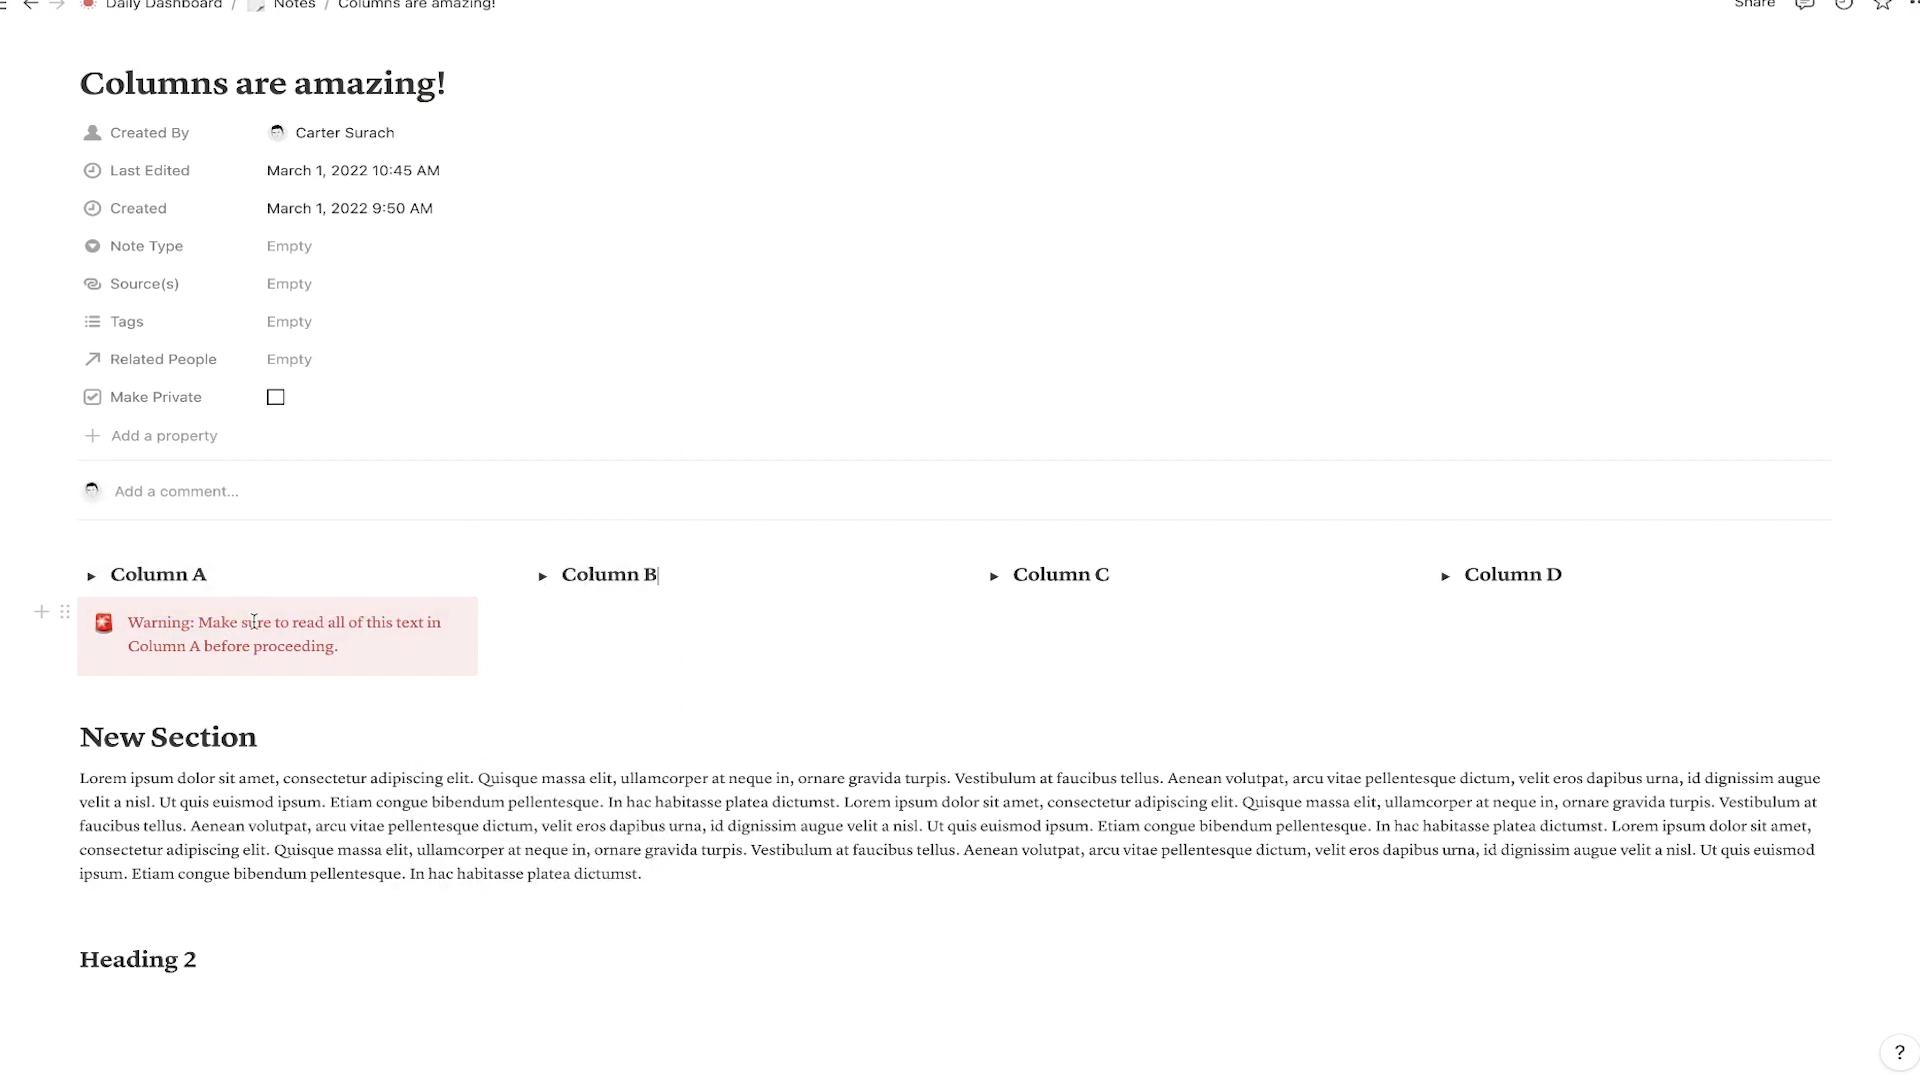 Daily Dashboard / Notes / Columns are amazing!
Share
Columns are amazing!
Created By Carter Surach
Last Edited March 1, 2022 10:45 AM
Created March 1, 2022 9:50 AM
Note Type Empty
Source(s) Empty
Tags Empty
Related People Empty
Make Private
Add a property
Add a comment...
Column A Column B Column C Column D
Warning: Make sure to read all of this text in
Column A before proceeding.
New Section
Lorem ipsum dolor sit amet, consectetur adipiscing elit. Quisque massa elit, ullamcorper at neque in, ornare gravida turpis. Vestibulum at faucibus tellus. Aenean volutpat, arcu vitae pellentesque dictum, velit eros dapibus urna, id dignissim augue
velit a nisl. Ut quis euismod ipsum. Etiam congue bibendum pellentesque. In hac habitasse platea dictumst. Lorem ipsum dolor sit amet, consectetur adipiscing elit. Quisque massa elit, ullamcorper at neque in, ornare gravida turpis. Vestibulum at
faucibus tellus. Aenean volutpat, arcu vitae pellentesque dictum, velit eros dapibus urna, id dignissim augue velit a nisl. Ut quis euismod ipsum. Etiam congue bibendum pellentesque. In hac habitasse platea dictumst. Lorem ipsum dolor sit amet,
consectetur adipiscing elit. Quisque massa elit, ullamcorper at neque in, ornare gravida turpis. Vestibulum at faucibus tellus. Aenean volutpat, arcu vitae pellentesque dictum, velit eros dapibus urna, id dignissim augue velit a nisl. Ut quis euismod
ipsum. Etiam congue bibendum pellentesque. In hac habitasse platea dictumst.
Heading 2
?